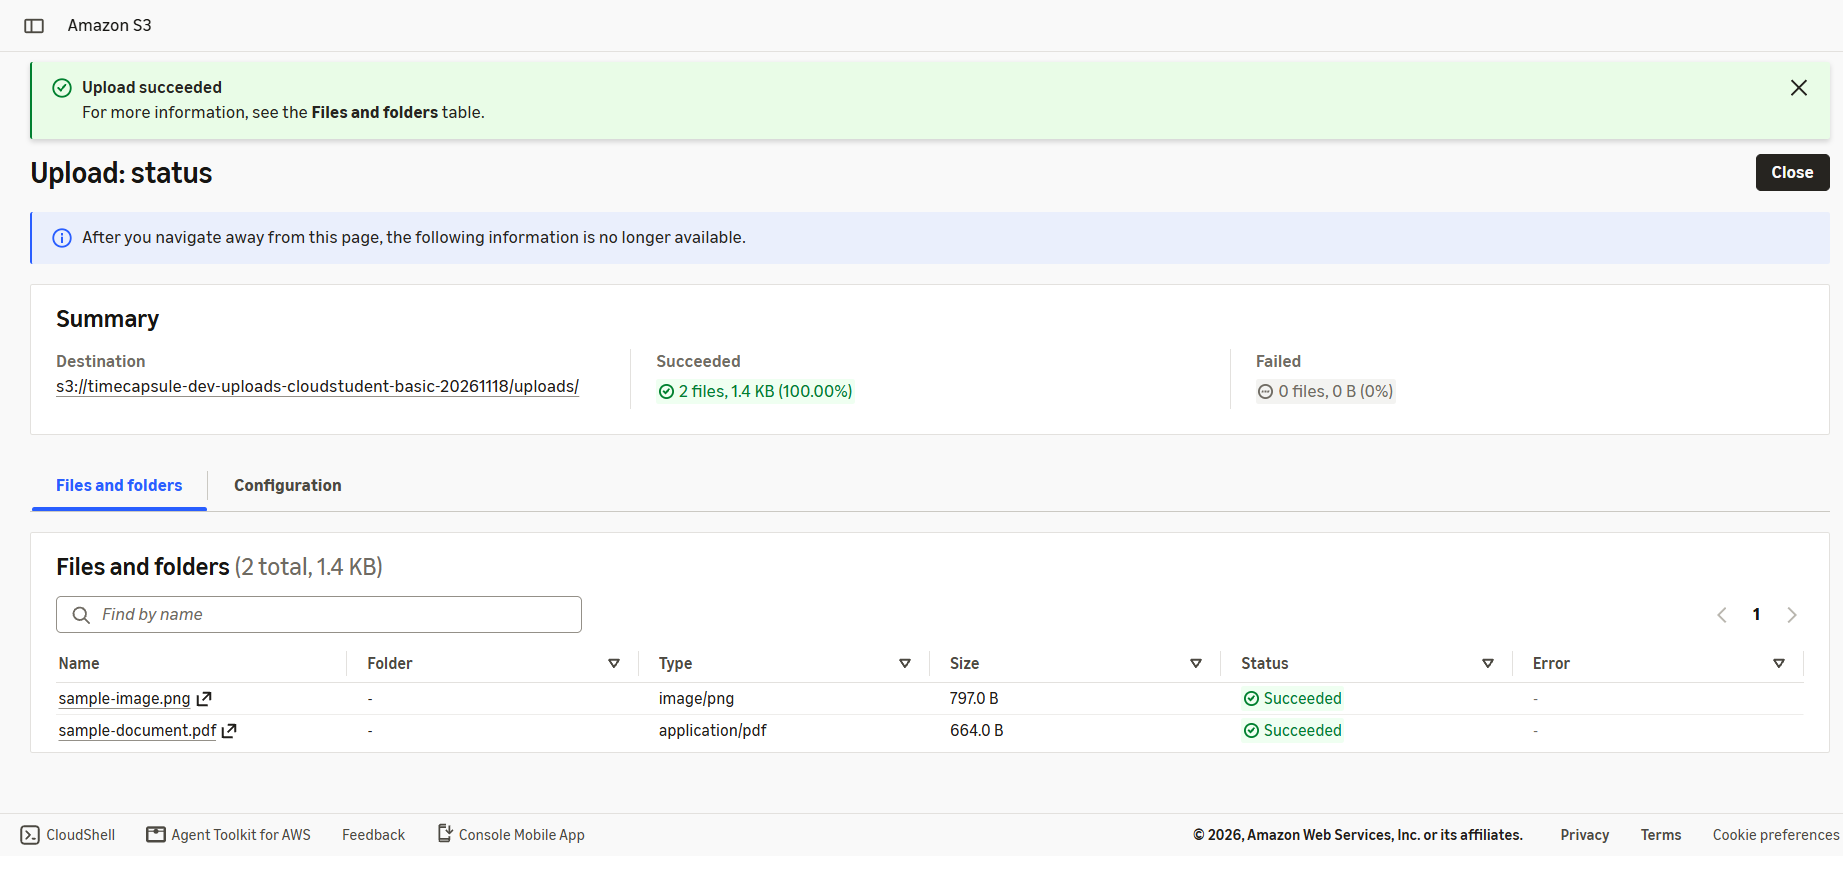 Amazon S3
Upload succeeded
For more information, see the Files and folders table.
Upload: status
Close
After you navigate away from this page, the following information is no longer available.
Summary
Destination
s3://timecapsule-dev-uploads-cloudstudent-basic-20261118/uploads/
Succeeded
2 files, 1.4 KB (100.00%)
Failed
0 files, 0 B (0%)
Files and folders
Configuration
Files and folders (2 total, 1.4 KB)
Find by name
1
Name Folder Type Size Status Error
sample-image.png - image/png 797.0 B Succeeded -
sample-document.pdf - application/pdf 664.0 B Succeeded -
CloudShell Agent Toolkit for AWS Feedback Console Mobile App © 2026, Amazon Web Services, Inc. or its affiliates. Privacy Terms Cookie preferences